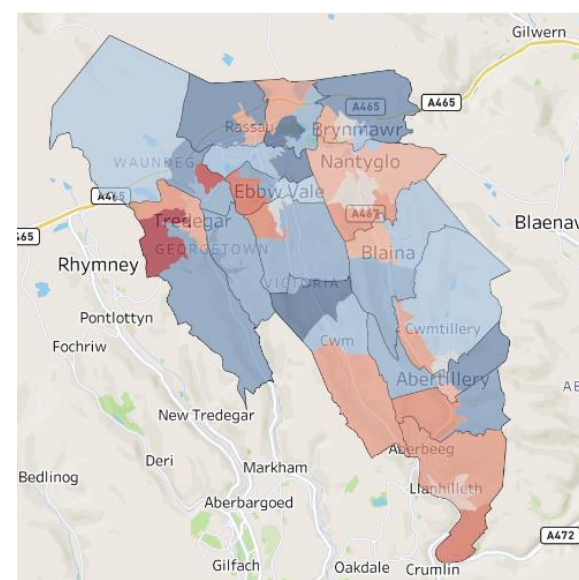 Gilwern
A465
A465
Rassau
Brynmawr
WAUNDEG
Nantyglo
Ebbw Vale
A465
Tredegar
A467
Blaenav
465
GEORGETOWN
Blaina
Rhymney
VICTORIA
Pontlottyn
Cwmtillery
Fochriw
Cwm
Abertillery
AB
New Tredegar
Deri
Aberbeeg
Markham
Bedlinog
Llanhilleth
Aberbargoed
A472
Gilfach
Oakdale
Crumlin